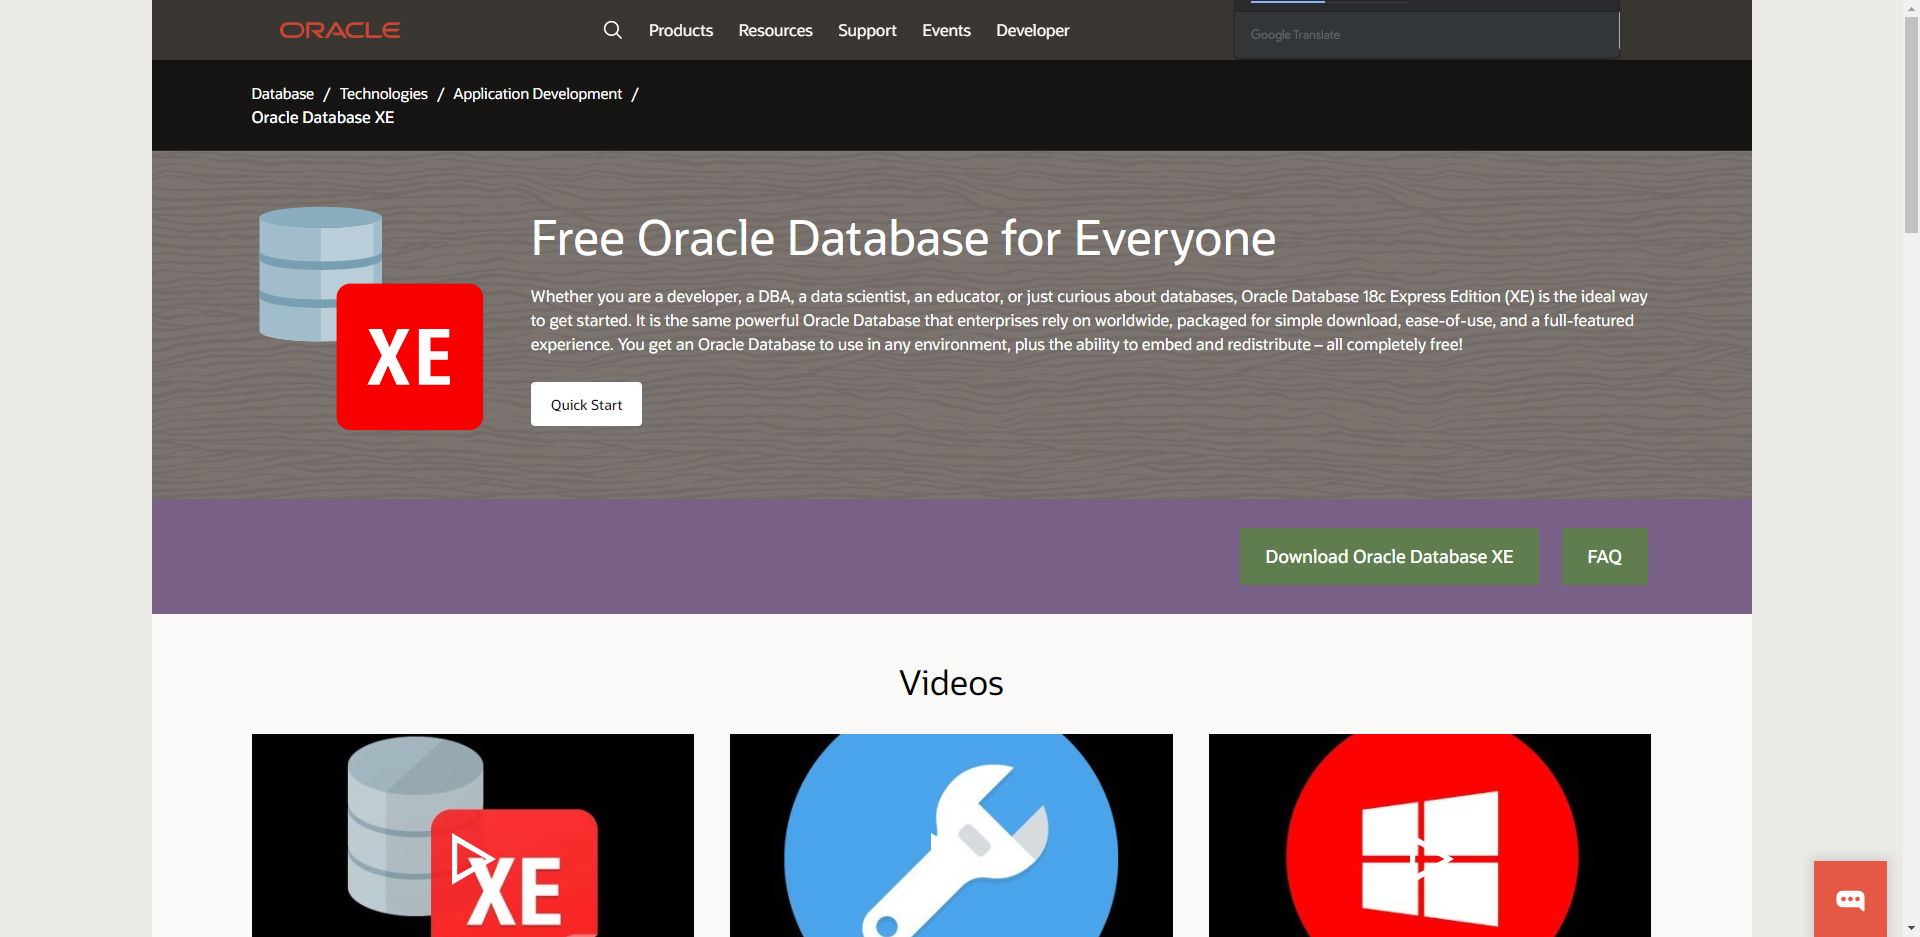 ORACLE
Products
Resources
Support
Events
Developer
Google Translate
Database / Technologies / Application Development /
Oracle Database XE
XE
Free Oracle Database for Everyone
Whether you are a developer, a DBA, a data scientist, an educator, or just curious about databases, Oracle Database 18c Express Edition (XE) is the ideal way
to get started. It is the same powerful Oracle Database that enterprises rely on worldwide, packaged for simple download, ease-of-use, and a full-featured
experience. You get an Oracle Database to use in any environment, plus the ability to embed and redistribute – all completely free!
Quick Start
Download Oracle Database XE
FAQ
Videos
XE